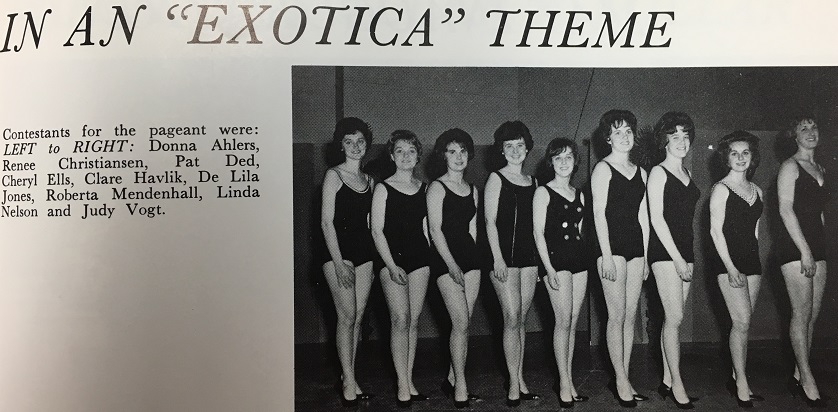 IN AN “EXOTICA” THEME
Contestants for the pageant were:
LEFT to RIGHT: Donna Ahlers,
Renee Christiansen, Pat Ded,
Cheryl Ells, Clare Havlik, De Lila
Jones, Roberta Mendenhall, Linda
Nelson and Judy Vogt.